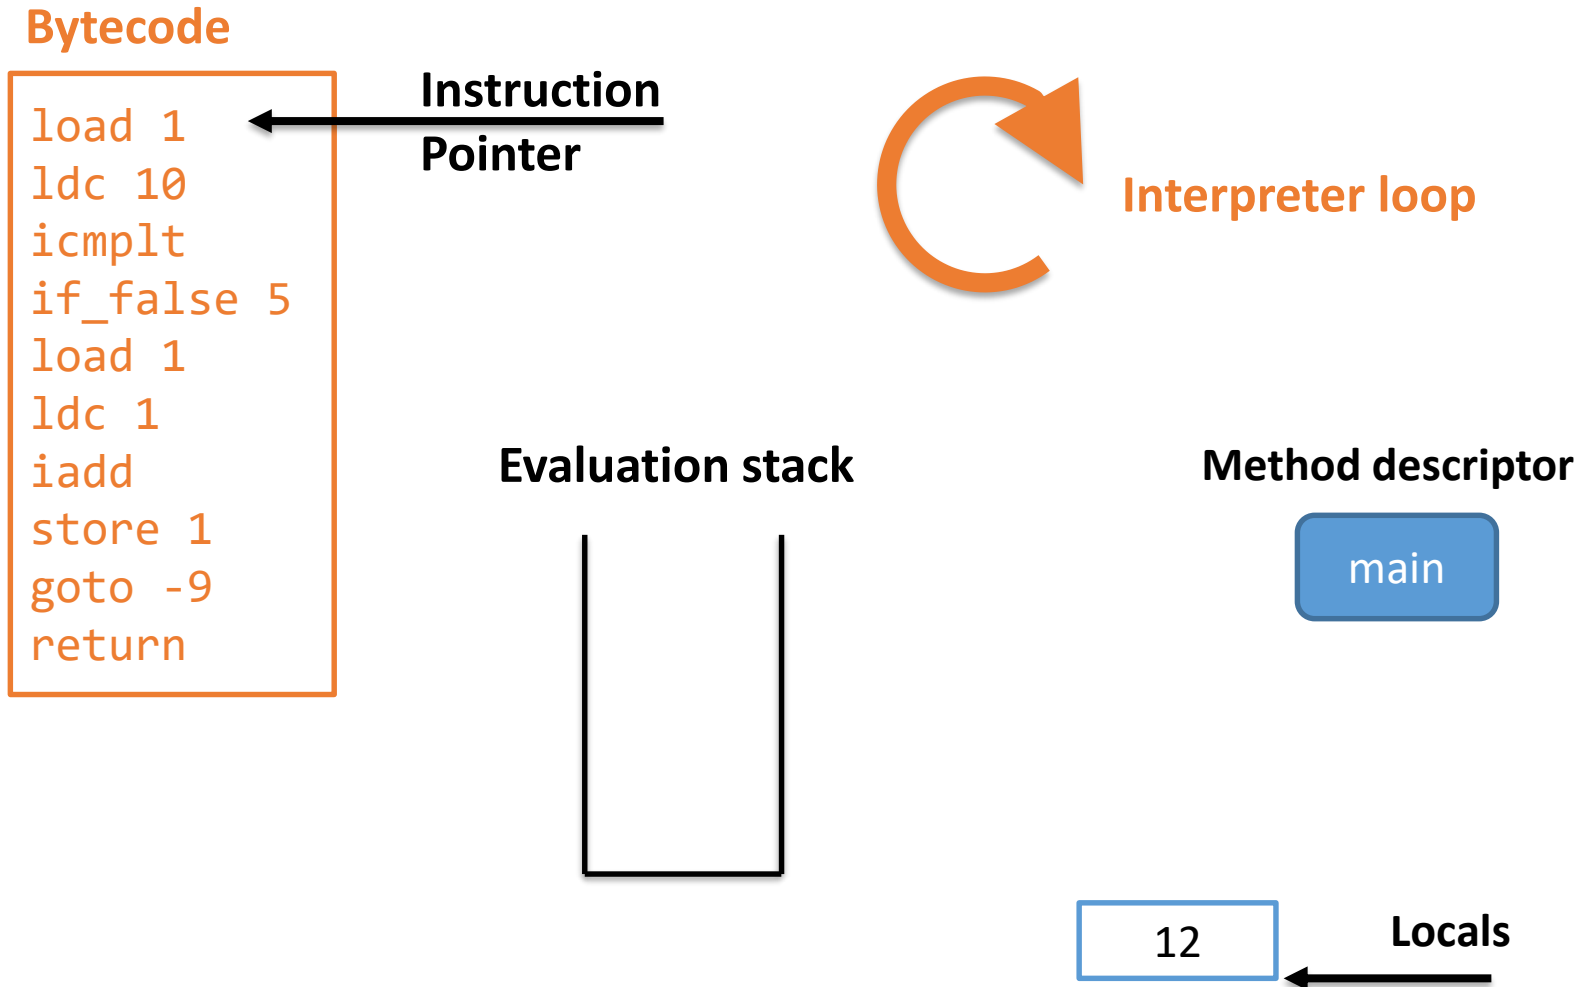 Bytecode
load 1
ldc 10
icmplt
if_false 5
load 1
ldc 1
iadd
store 1
goto -9
return
Instruction
Pointer
Interpreter loop
Evaluation stack
Method descriptor
main
12
Locals